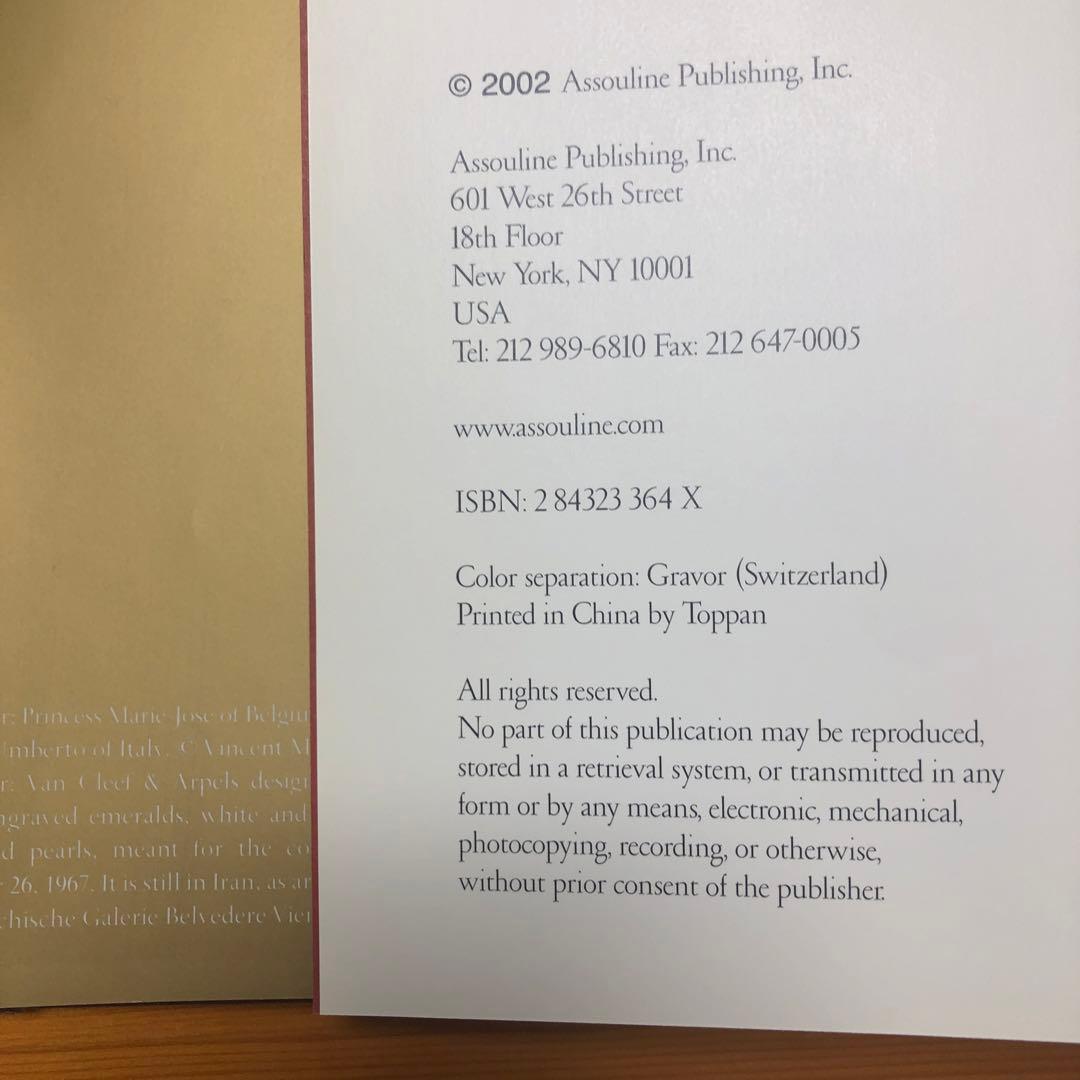 © 2002 Assouline Publishing, Inc.
Assouline Publishing, Inc.
601 West 26th Street
18th Floor
New York, NY 10001
USA
Tel: 212 989-6810 Fax: 212 647-0005
www.assouline.com
ISBN: 2 84323 364 X
Color separation: Gravor (Switzerland)
Printed in China by Toppan
All rights reserved.
No part of this publication may be reproduced,
stored in a retrieval system, or transmitted in any
form or by any means, electronic, mechanical,
photocopying, recording, or otherwise,
without prior consent of the publisher.
Princess Marie-José of
of Italy. © Vincent
Van Cleef & Arpels
emeralds, white and
pearls, meant for the
26, 1967. It is still in Iran, as
Galerie Belvedere